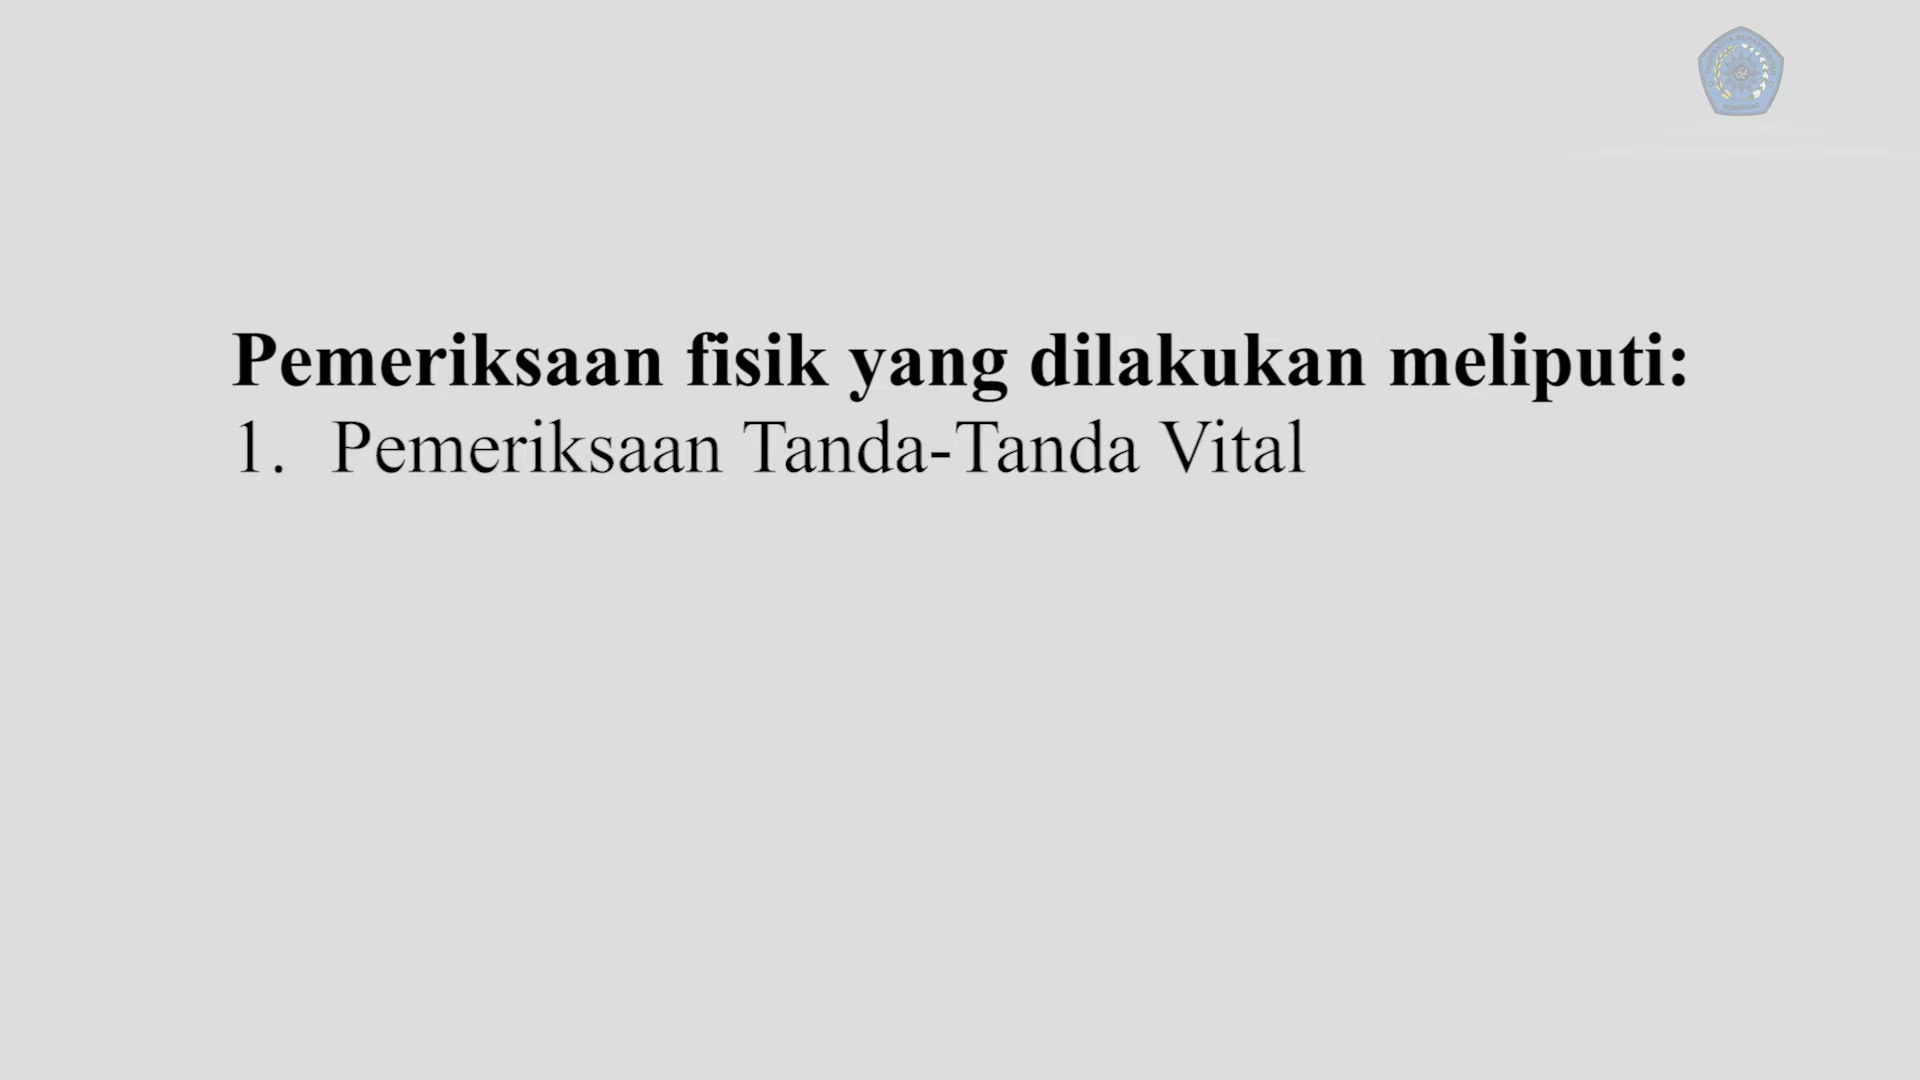 Pemeriksaan fisik yang dilakukan meliputi:
1. Pemeriksaan Tanda-Tanda Vital